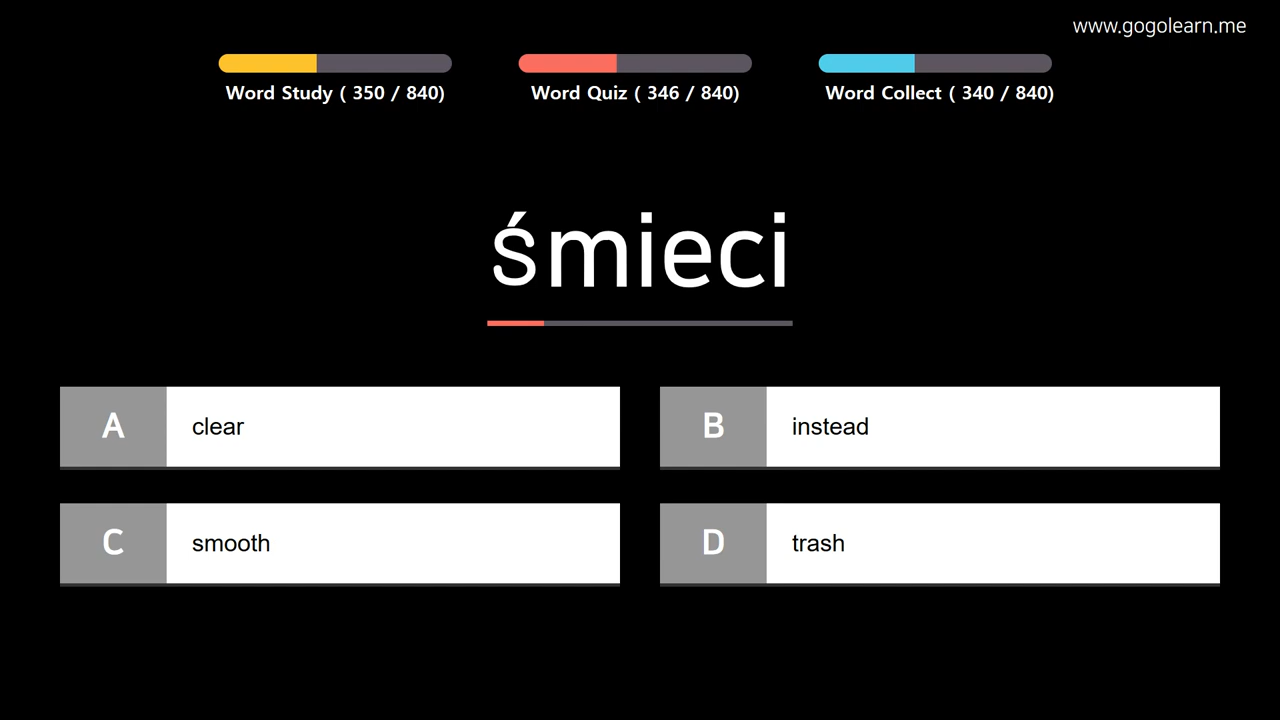 www.gogolearn.me
Word Study ( 350 / 840)
Word Quiz ( 346 / 840)
Word Collect ( 340 / 840)
śmieci
A clear
B instead
C smooth
D trash